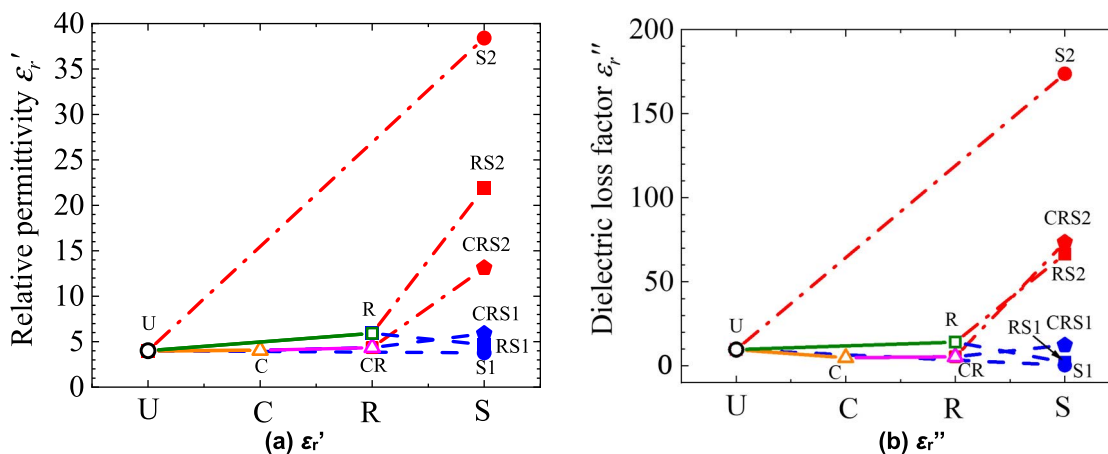 Relative permittivity εr′
40
35
30
25
20
15
10
5
0
S2
RS2
CRS2
U
R
CRS1
RS1
C
CR
S1
U C R S
(a) εr’
Dielectric loss factor εr″
200
150
100
50
0
S2
CRS2
RS2
U
R
RS1
CRS1
C
CR
S1
U C R S
(b) εr”